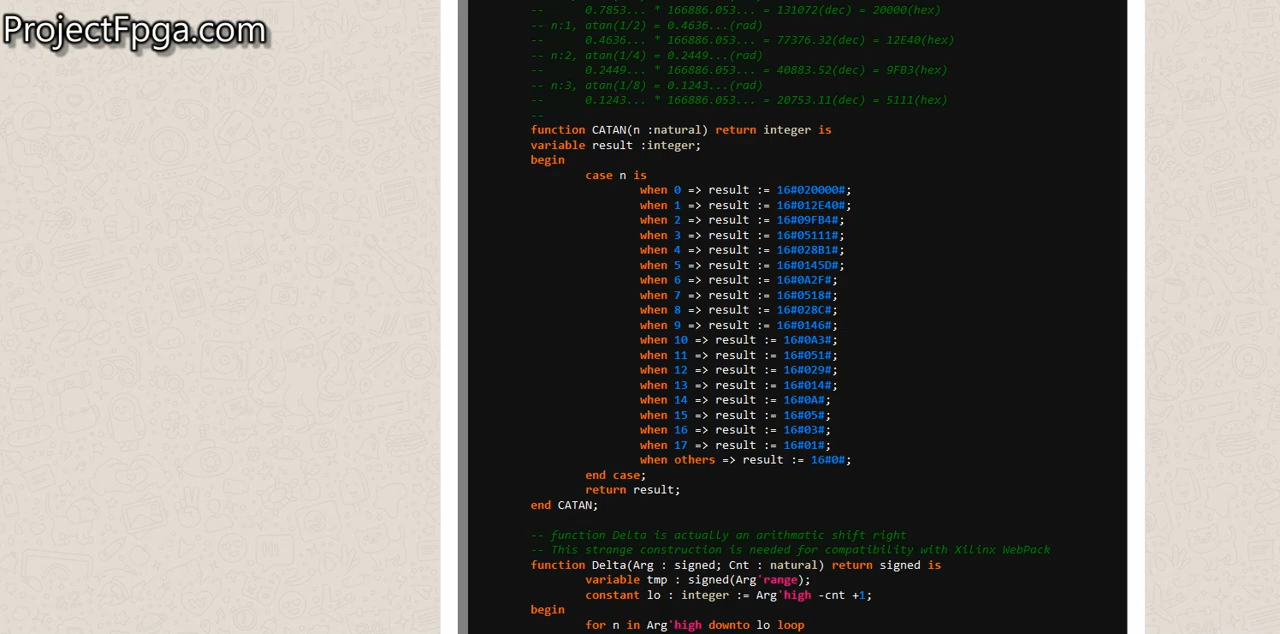 ProjectFpga.com
--      0.7853... * 166886.053... = 131072(dec) = 20000(hex)
-- n:1, atan(1/2) = 0.4636...(rad)
--      0.4636... * 166886.053... = 77376.32(dec) = 12E40(hex)
-- n:2, atan(1/4) = 0.2449...(rad)
--      0.2449... * 166886.053... = 40883.52(dec) = 9FB3(hex)
-- n:3, atan(1/8) = 0.1243...(rad)
--      0.1243... * 166886.053... = 20753.11(dec) = 5111(hex)
--
function CATAN(n :natural) return integer is
variable result :integer;
begin
case n is
when 0 => result := 16#020000#;
when 1 => result := 16#012E40#;
when 2 => result := 16#09FB4#;
when 3 => result := 16#05111#;
when 4 => result := 16#028B1#;
when 5 => result := 16#0145D#;
when 6 => result := 16#0A2F#;
when 7 => result := 16#0518#;
when 8 => result := 16#028C#;
when 9 => result := 16#0146#;
when 10 => result := 16#0A3#;
when 11 => result := 16#051#;
when 12 => result := 16#029#;
when 13 => result := 16#014#;
when 14 => result := 16#0A#;
when 15 => result := 16#05#;
when 16 => result := 16#03#;
when 17 => result := 16#01#;
when others => result := 16#0#;
end case;
return result;
end CATAN;
-- function Delta is actually an arithmatic shift right
-- This strange construction is needed for compatibility with Xilinx WebPack
function Delta(Arg : signed; Cnt : natural) return signed is
variable tmp : signed(Arg'range);
constant lo : integer := Arg'high -cnt +1;
begin
for n in Arg'high downto lo loop